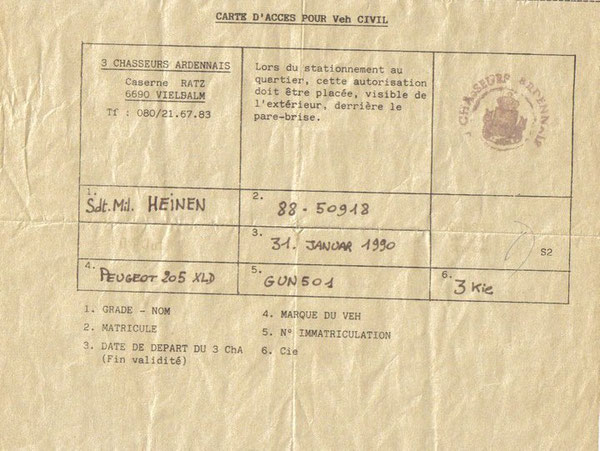 CARTE D'ACCES POUR Veh CIVIL
3 CHASSEURS ARDENNAIS
Caserne RATZ
6690 VIELSALM
Tf : 080/21.67.83
Lors du stationnement au
quartier, cette autorisation
doit être placée, visible de
l'extérieur, derrière le
pare-brise.
CHASSEURS ARDENNAIS
1.
Sdt. Mil. HEINEN
2.
88-50918
3.
31. JANUAR 1990
S2
4.
PEUGEOT 205 XLD
5.
GUN501
6.
3 Kie
1. GRADE - NOM
2. MATRICULE
3. DATE DE DEPART DU 3 ChA
(Fin validité)
4. MARQUE DU VEH
5. N° IMMATRICULATION
6. Cie